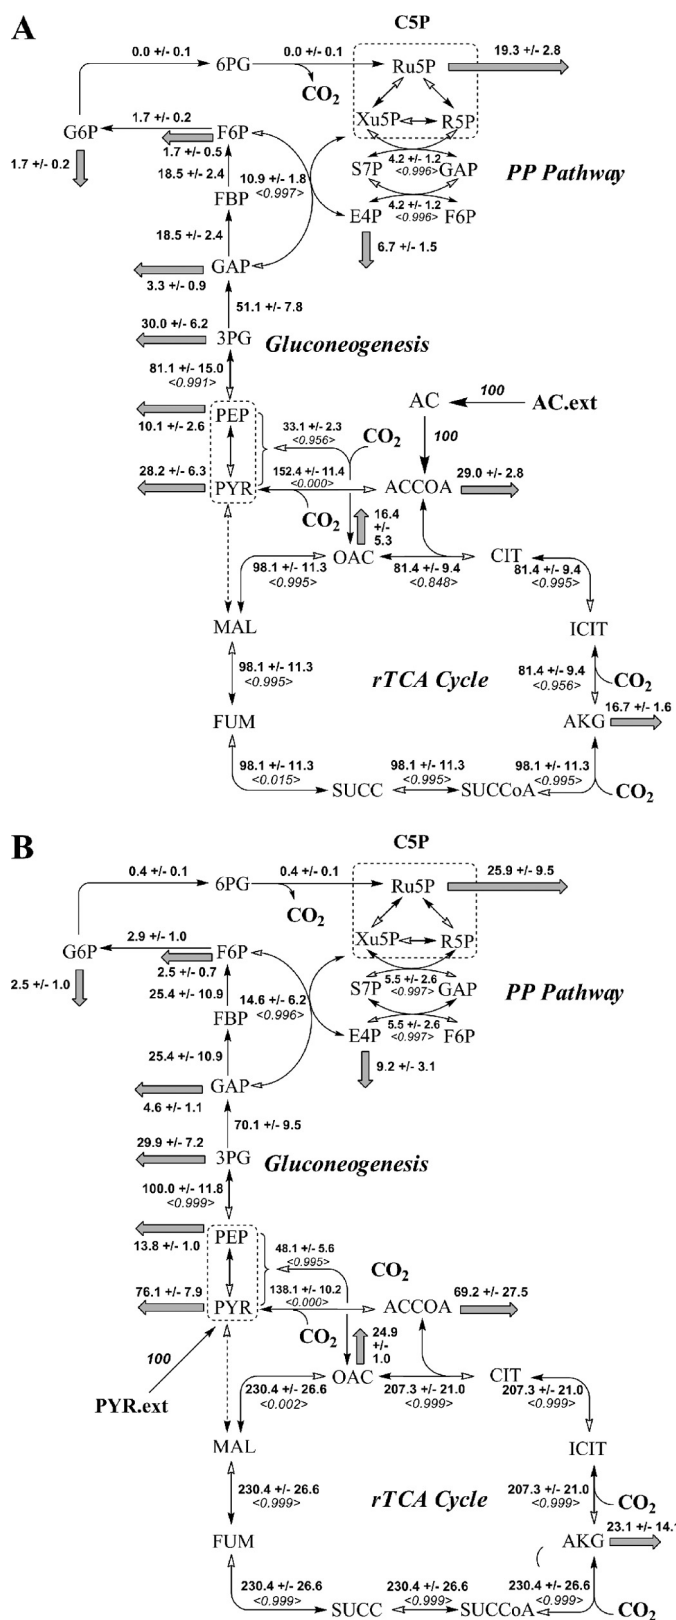 A
C5P
0.0 +/- 0.1
6PG
0.0 +/- 0.1
Ru5P
19.3 +/- 2.8
CO2
G6P
1.7 +/- 0.2
F6P
Xu5P
R5P
1.7 +/- 0.2
1.7 +/- 0.5
18.5 +/- 2.4
10.9 +/- 1.8
<0.997>
S7P
4.2 +/- 1.2
<0.996>
GAP
PP Pathway
FBP
E4P
4.2 +/- 1.2
<0.996>
F6P
18.5 +/- 2.4
6.7 +/- 1.5
GAP
3.3 +/- 0.9
51.1 +/- 7.8
30.0 +/- 6.2
3PG
Gluconeogenesis
81.1 +/- 15.0
<0.991>
AC
100
AC.ext
PEP
10.1 +/- 2.6
33.1 +/- 2.3
<0.956>
CO2
100
28.2 +/- 6.3
PYR
152.4 +/- 11.4
<0.000>
ACCOA
29.0 +/- 2.8
CO2
16.4
+/-
5.3
OAC
98.1 +/- 11.3
<0.995>
81.4 +/- 9.4
<0.848>
CIT
81.4 +/- 9.4
<0.995>
MAL
ICIT
98.1 +/- 11.3
<0.995>
rTCA Cycle
81.4 +/- 9.4
<0.956>
CO2
FUM
AKG
16.7 +/- 1.6
98.1 +/- 11.3
<0.015>
SUCC
98.1 +/- 11.3
<0.995>
SUCCoA
98.1 +/- 11.3
<0.995>
CO2
B
C5P
0.4 +/- 0.1
6PG
0.4 +/- 0.1
Ru5P
25.9 +/- 9.5
CO2
G6P
2.9 +/- 1.0
F6P
Xu5P
R5P
2.5 +/- 1.0
2.5 +/- 0.7
25.4 +/- 10.9
14.6 +/- 6.2
<0.996>
S7P
5.5 +/- 2.6
<0.997>
GAP
PP Pathway
FBP
E4P
5.5 +/- 2.6
<0.997>
F6P
25.4 +/- 10.9
9.2 +/- 3.1
GAP
4.6 +/- 1.1
70.1 +/- 9.5
29.9 +/- 7.2
3PG
Gluconeogenesis
100.0 +/- 11.8
<0.999>
PEP
13.8 +/- 1.0
48.1 +/- 5.6
<0.995>
CO2
76.1 +/- 7.9
PYR
138.1 +/- 10.2
<0.000>
ACCOA
69.2 +/- 27.5
CO2
100
24.9
+/-
1.0
PYR.ext
OAC
230.4 +/- 26.6
<0.002>
207.3 +/- 21.0
<0.999>
CIT
207.3 +/- 21.0
<0.999>
MAL
ICIT
230.4 +/- 26.6
<0.999>
rTCA Cycle
207.3 +/- 21.0
<0.999>
CO2
FUM
AKG
23.1 +/- 14.1
230.4 +/- 26.6
<0.999>
SUCC
230.4 +/- 26.6
<0.999>
SUCCoA
230.4 +/- 26.6
<0.999>
CO2